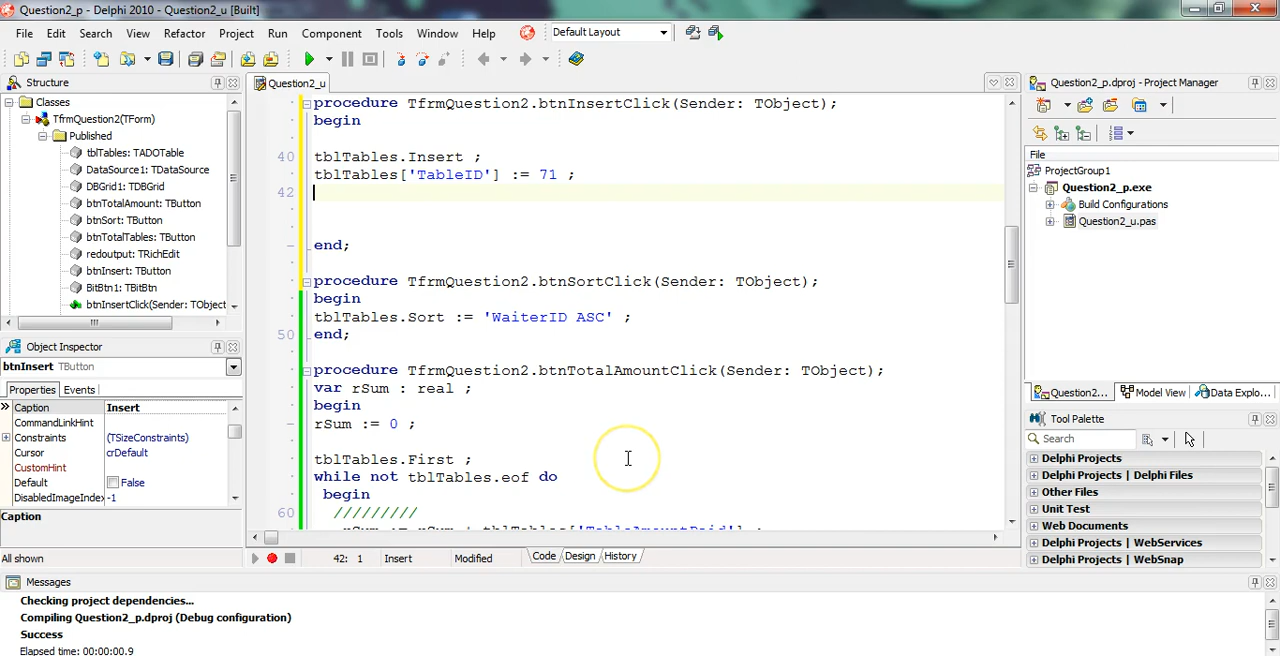 Question2_p - Delphi 2010 - Question2_u [Built]
File Edit Search View Refactor Project Run Component Tools Window Help Default Layout
Structure
Classes
TfrmQuestion2(TForm)
Published
tblTables: TADOTable
DataSource1: TDataSource
DBGrid1: TDBGrid
btnTotalAmount: TButton
btnSort: TButton
btnTotalTables: TButton
redoutput: TRichEdit
btnInsert: TButton
BitBtn1: TBitBtn
btnInsertClick(Sender: TObject
Object Inspector
btnInsert TButton
Properties Events
Caption Insert
CommandLinkHint
Constraints (TSizeConstraints)
Cursor crDefault
CustomHint
Default False
DisabledImageIndex -1
Caption
All shown
Question2_u
procedure TfrmQuestion2.btnInsertClick(Sender: TObject);
begin
40 tblTables.Insert ;
tblTables['TableID'] := 71 ;
42
end;
procedure TfrmQuestion2.btnSortClick(Sender: TObject);
begin
tblTables.Sort := 'WaiterID ASC' ;
50 end;
procedure TfrmQuestion2.btnTotalAmountClick(Sender: TObject);
var rSum : real ;
begin
rSum := 0 ;
tblTables.First ;
while not tblTables.eof do
begin
60 /////////
rSum := rSum + tblTables['TableAmountPaid'] ;
42: 1 Insert Modified Code Design History
Question2_p.dproj - Project Manager
File
ProjectGroup1
Question2_p.exe
Build Configurations
Question2_u.pas
Question2... Model View Data Explo...
Tool Palette
Search
Delphi Projects
Delphi Projects | Delphi Files
Other Files
Unit Test
Web Documents
Delphi Projects | WebServices
Delphi Projects | WebSnap
Messages
Checking project dependencies...
Compiling Question2_p.dproj (Debug configuration)
Success
Elapsed time: 00:00:00.9